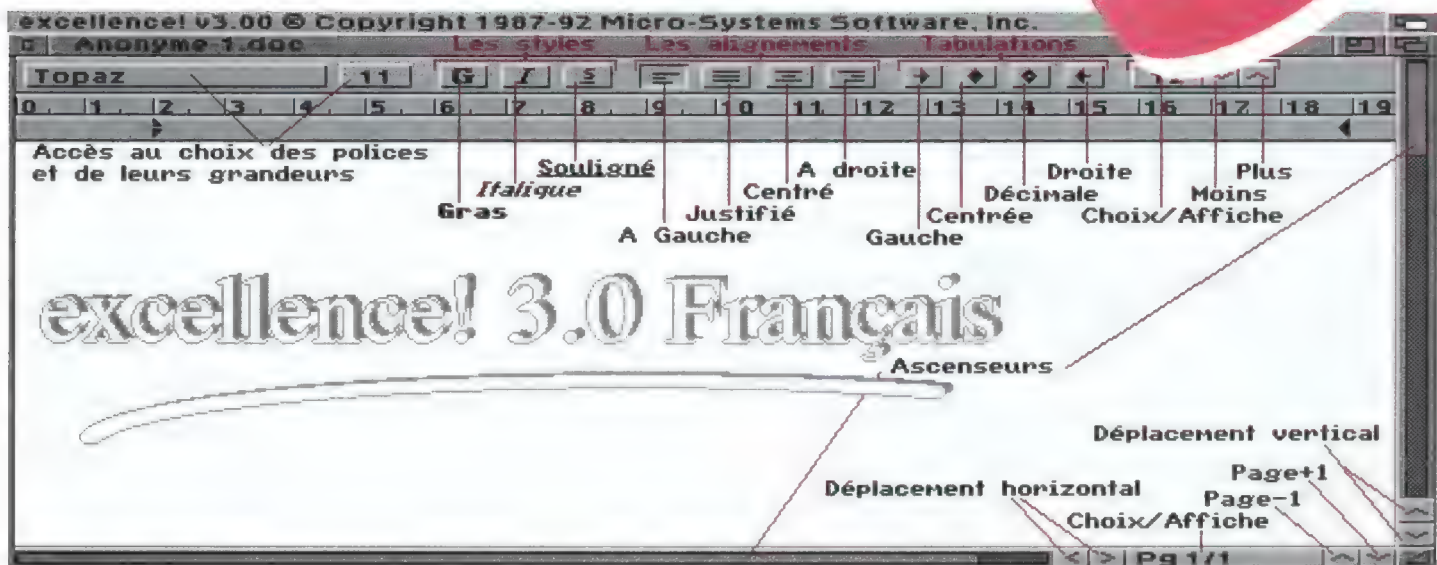 excellence! v3.00 © Copyright 1987-92 Micro-Systems Software, Inc.
Anonyme-1.doc Les styles Les alignements Tabulations
Topaz 11 G I S 12
0 1 2 3 4 5 6 7 8 9 10 11 12 13 14 15 16 17 18 19
Accès au choix des polices
et de leurs grandeurs
Souligné
Italique
Gras
A droite
Centré
Justifié
A Gauche
Droite
Décimale
Centrée
Gauche
Plus
Moins
Choix/Affiche
excellence! 3.0 Français
Ascenseurs
Déplacement vertical
Déplacement horizontal
Page+1
Page-1
Choix/Affiche
< > Pg 1/1